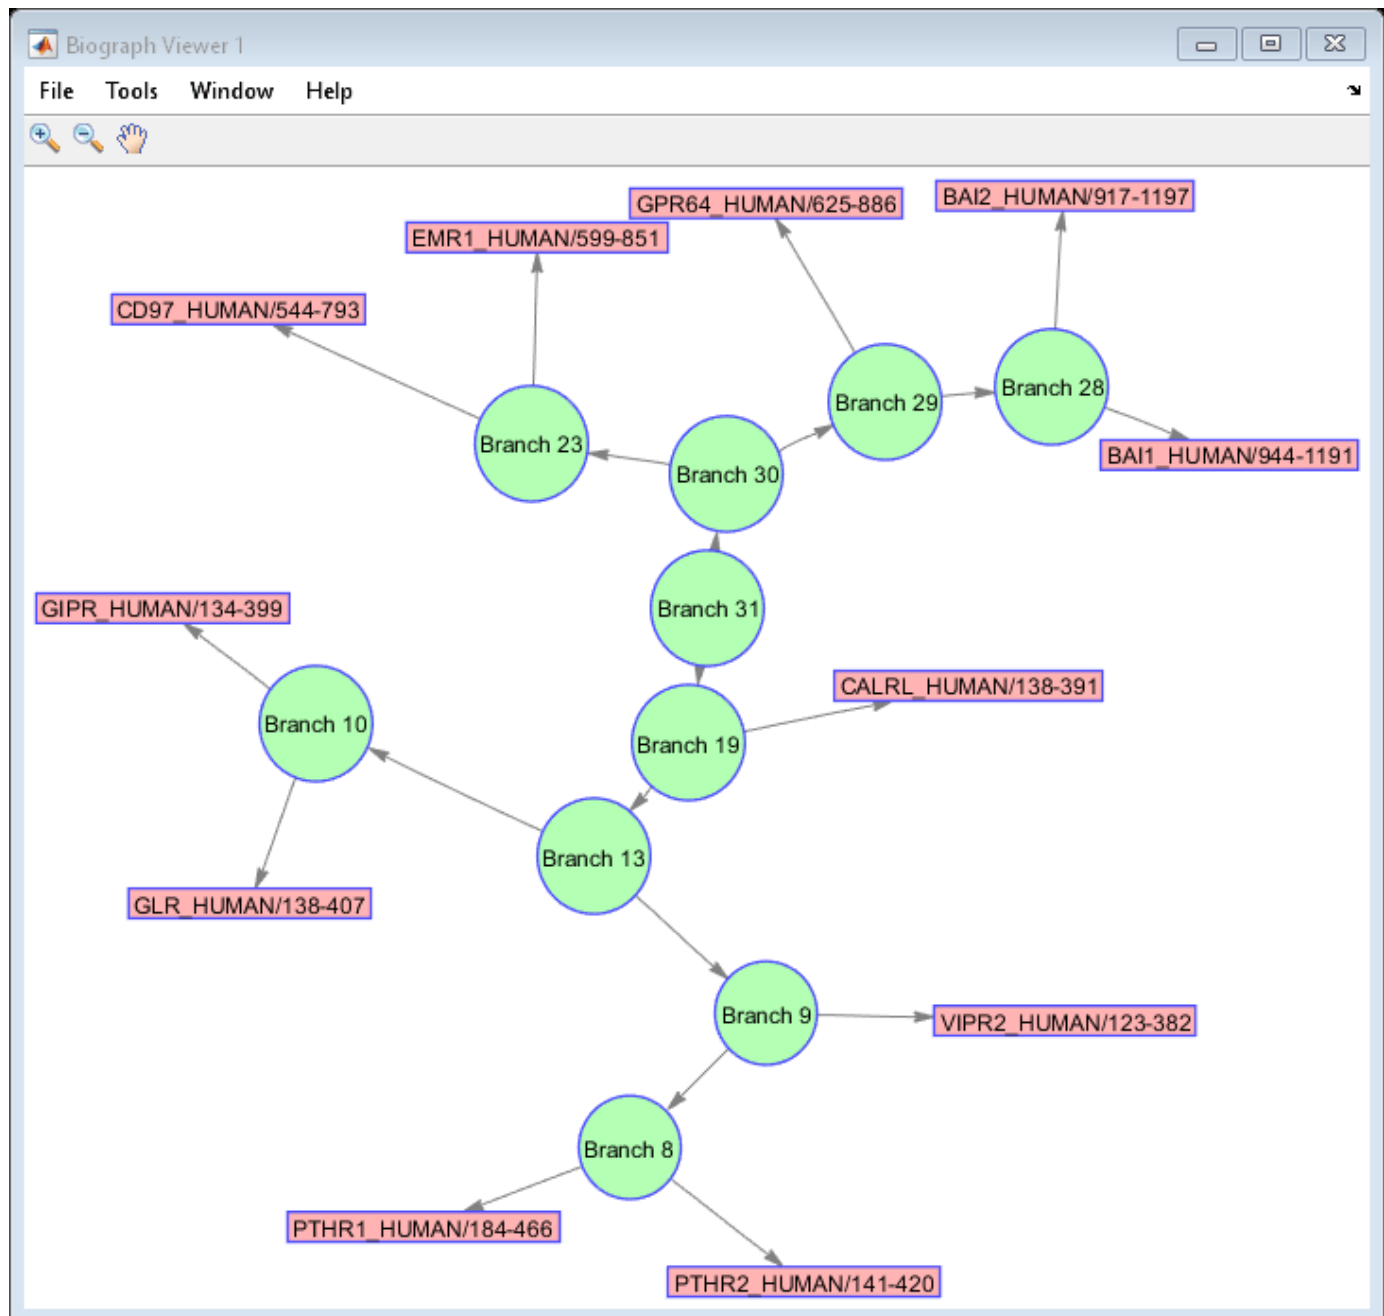 Biograph Viewer 1
File Tools Window Help
BAI2_HUMAN/917-1197
GPR64_HUMAN/625-886
EMR1_HUMAN/599-851
CD97_HUMAN/544-793
Branch 28
Branch 29
Branch 23
BAI1_HUMAN/944-1191
Branch 30
GIPR_HUMAN/134-399
Branch 31
CALRL_HUMAN/138-391
Branch 10
Branch 19
Branch 13
GLR_HUMAN/138-407
Branch 9
VIPR2_HUMAN/123-382
Branch 8
PTHR1_HUMAN/184-466
PTHR2_HUMAN/141-420